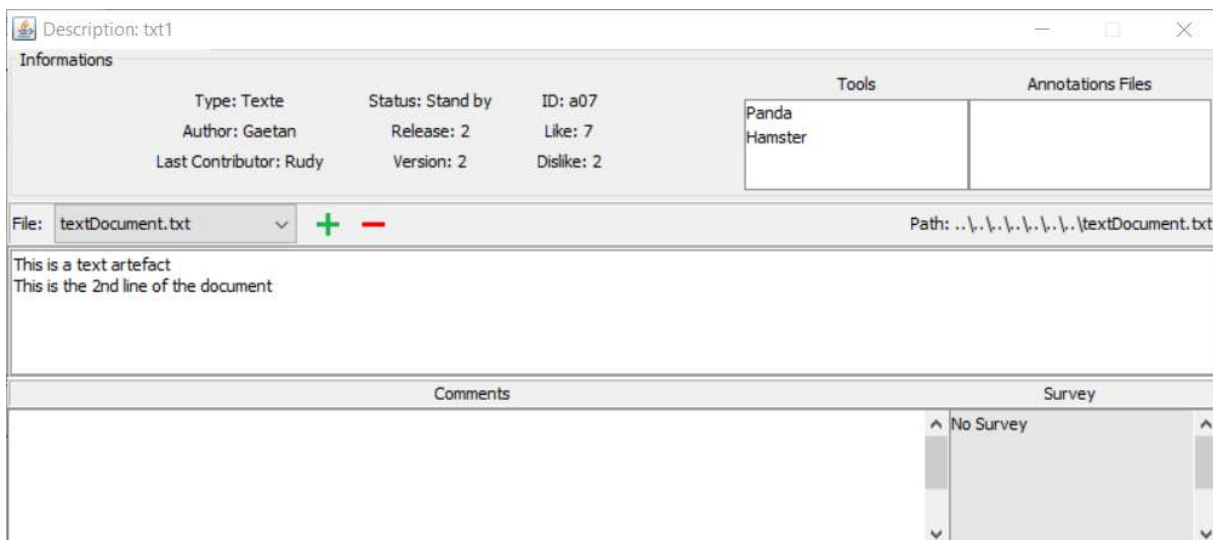 Description: txt1
Informations
Type: Texte Status: Stand by ID: a07
Author: Gaetan Release: 2 Like: 7
Last Contributor: Rudy Version: 2 Dislike: 2
Tools
Panda
Hamster
Annotations Files
File: textDocument.txt Path: ..\..\..\..\..\..\..\textDocument.txt
This is a text artefact
This is the 2nd line of the document
Comments
Survey
No Survey